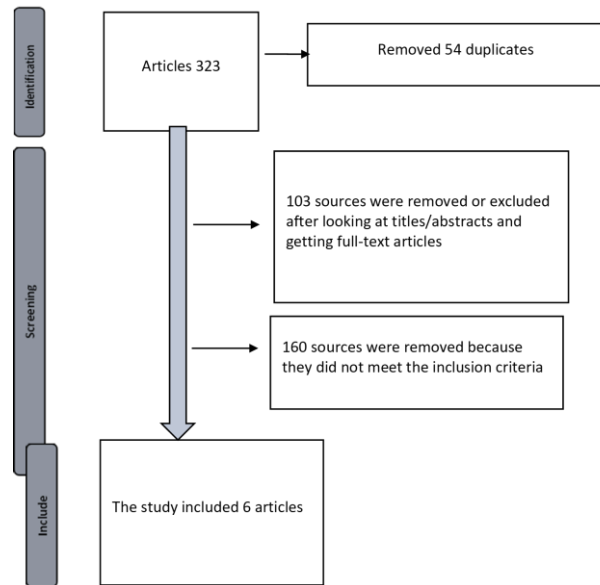 Identification
Articles 323
Removed 54 duplicates
Screening
103 sources were removed or excluded
after looking at titles/abstracts and
getting full-text articles
160 sources were removed because
they did not meet the inclusion criteria
Include
The study included 6 articles